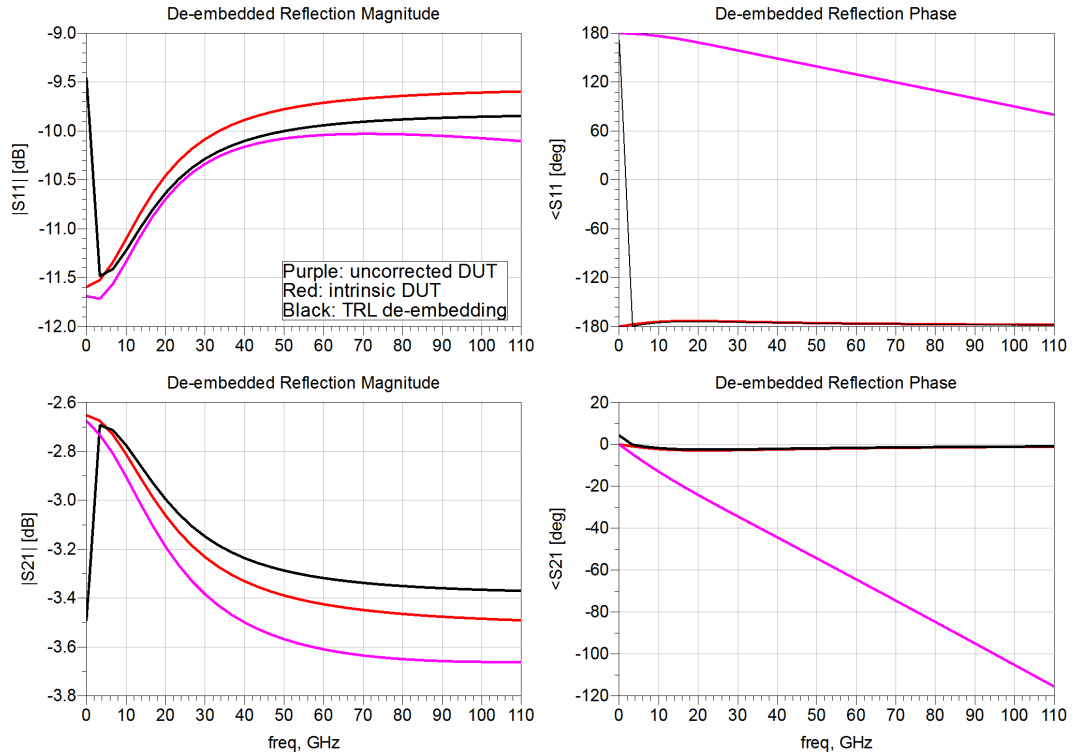 De-embedded Reflection Magnitude
|S11| [dB]
-9.0
-9.5
-10.0
-10.5
-11.0
-11.5
-12.0
Purple: uncorrected DUT
Red: intrinsic DUT
Black: TRL de-embedding
0 10 20 30 40 50 60 70 80 90 100 110
De-embedded Reflection Phase
<S11 [deg]
180
120
60
0
-60
-120
-180
0 10 20 30 40 50 60 70 80 90 100 110
De-embedded Reflection Magnitude
|S21| [dB]
-2.6
-2.8
-3.0
-3.2
-3.4
-3.6
-3.8
0 10 20 30 40 50 60 70 80 90 100 110
freq, GHz
De-embedded Reflection Phase
<S21 [deg]
20
0
-20
-40
-60
-80
-100
-120
0 10 20 30 40 50 60 70 80 90 100 110
freq, GHz